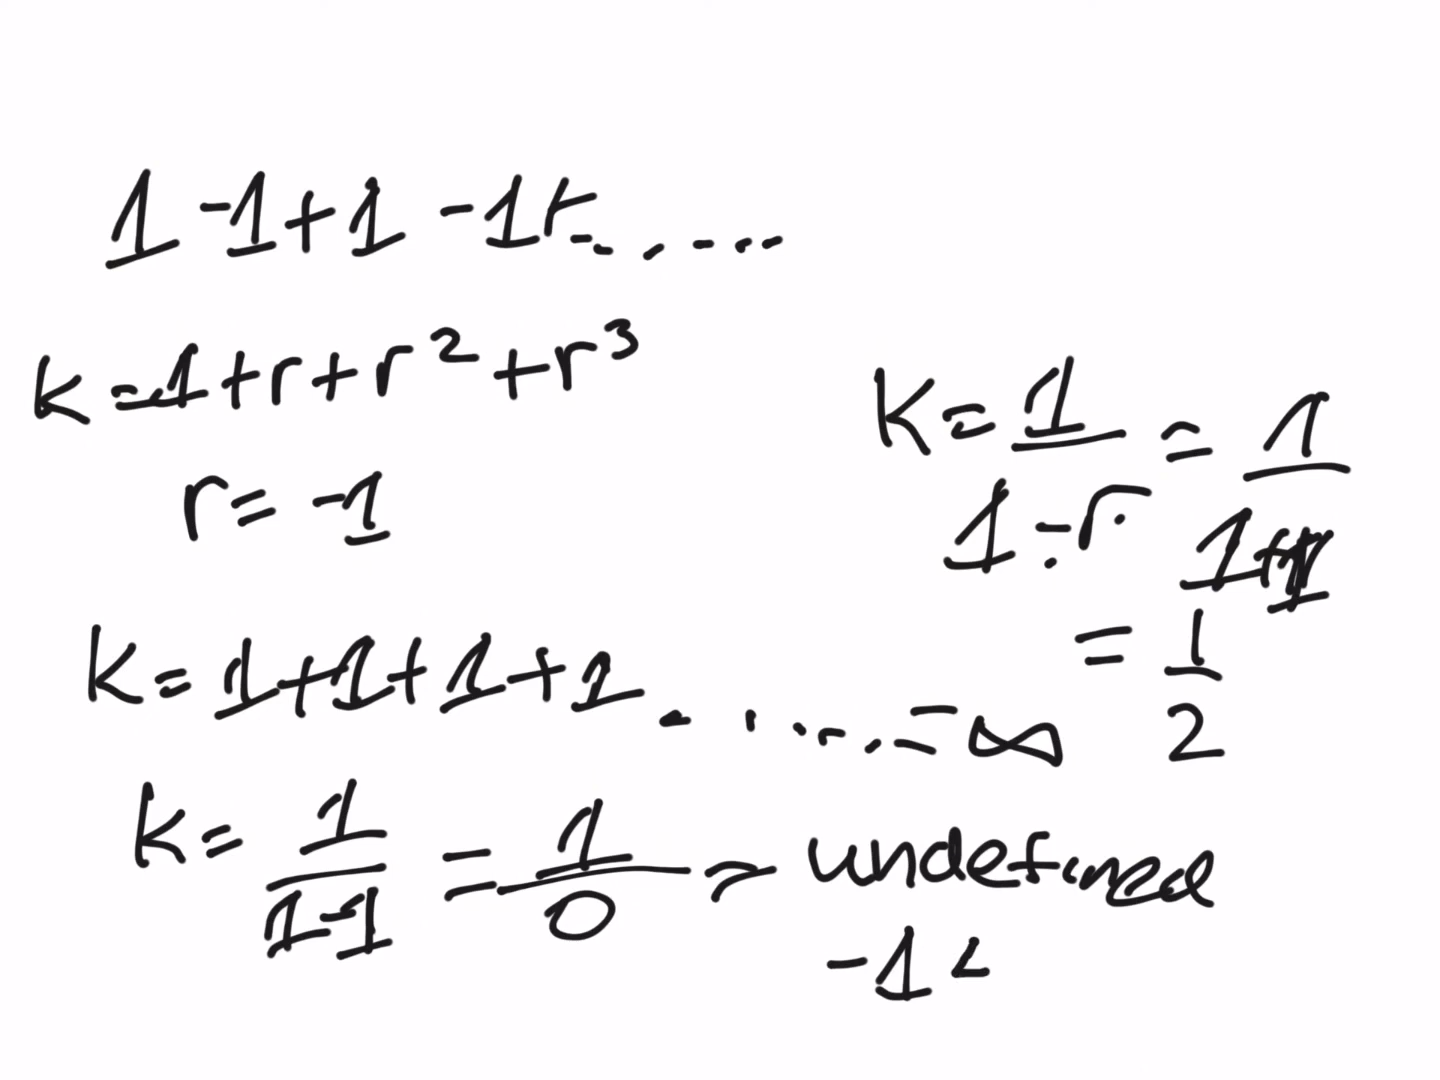 1 -1+1 -1+.........
k=1+r+r²+r³
r= -1
K= 1/1-r = 1/1+1
= 1/2
k= 1+1+1+1.......=∞
k= 1/1-1 = 1/0 = undefined
-1<